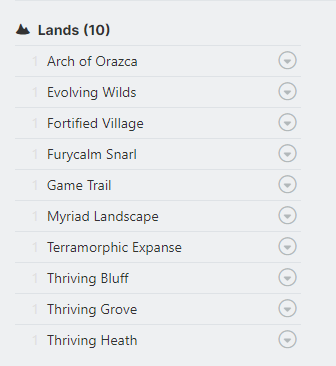 Lands (10)
1 Arch of Orazca
1 Evolving Wilds
1 Fortified Village
1 Furycalm Snarl
1 Game Trail
1 Myriad Landscape
1 Terramorphic Expanse
1 Thriving Bluff
1 Thriving Grove
1 Thriving Heath